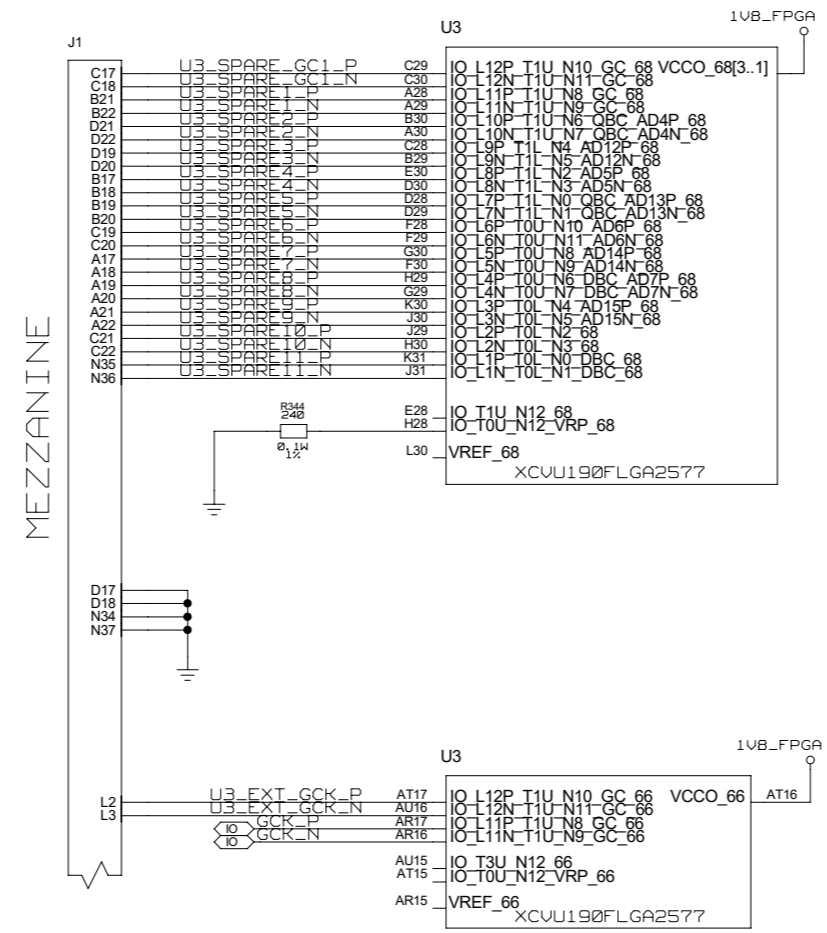 1V8_FPGA
U3
J1
C17 U3_SPARE_GC1_P C29 IO_L12P_T1U_N10_GC_68 VCCO_68[3..1]
C18 U3_SPARE_GC1_N C30 IO_L12N_T1U_N11_GC_68
B21 U3_SPARE1_P A28 IO_L11P_T1U_N8_GC_68
B22 U3_SPARE1_N A29 IO_L11N_T1U_N9_GC_68
D21 U3_SPARE2_P B30 IO_L10P_T1U_N6_QBC_AD4P_68
D22 U3_SPARE2_N A30 IO_L10N_T1U_N7_QBC_AD4N_68
D19 U3_SPARE3_P C28 IO_L9P_T1L_N4_AD12P_68
D20 U3_SPARE3_N B29 IO_L9N_T1L_N5_AD12N_68
B17 U3_SPARE4_P E30 IO_L8P_T1L_N2_AD5P_68
B18 U3_SPARE4_N D30 IO_L8N_T1L_N3_AD5N_68
B19 U3_SPARE5_P D28 IO_L7P_T1L_N0_QBC_AD13P_68
B20 U3_SPARE5_N D29 IO_L7N_T1L_N1_QBC_AD13N_68
C19 U3_SPARE6_P F28 IO_L6P_T0U_N10_AD6P_68
C20 U3_SPARE6_N F29 IO_L6N_T0U_N11_AD6N_68
A17 U3_SPARE7_P G30 IO_L5P_T0U_N8_AD14P_68
A18 U3_SPARE7_N F30 IO_L5N_T0U_N9_AD14N_68
A19 U3_SPARE8_P H29 IO_L4P_T0U_N6_DBC_AD7P_68
A20 U3_SPARE8_N G29 IO_L4N_T0U_N7_DBC_AD7N_68
A21 U3_SPARE9_P K30 IO_L3P_T0L_N4_AD15P_68
A22 U3_SPARE9_N J30 IO_L3N_T0L_N5_AD15N_68
C21 U3_SPARE10_P J29 IO_L2P_T0L_N2_68
C22 U3_SPARE10_N H30 IO_L2N_T0L_N3_68
N35 U3_SPARE11_P K31 IO_L1P_T0L_N0_DBC_68
N36 U3_SPARE11_N J31 IO_L1N_T0L_N1_DBC_68
MEZZANINE
E28 IO_T1U_N12_68
R344
240
H28 IO_T0U_N12_VRP_68
0.1W
1%
L30 VREF_68
XCVU190FLGA2577
D17
D18
N34
N37
1V8_FPGA
U3
L2 U3_EXT_GCK_P AT17 IO_L12P_T1U_N10_GC_66 VCCO_66 AT16
L3 U3_EXT_GCK_N AU16 IO_L12N_T1U_N11_GC_66
IO GCK_P AR17 IO_L11P_T1U_N8_GC_66
IO GCK_N AR16 IO_L11N_T1U_N9_GC_66
AU15 IO_T3U_N12_66
AT15 IO_T0U_N12_VRP_66
AR15 VREF_66
XCVU190FLGA2577